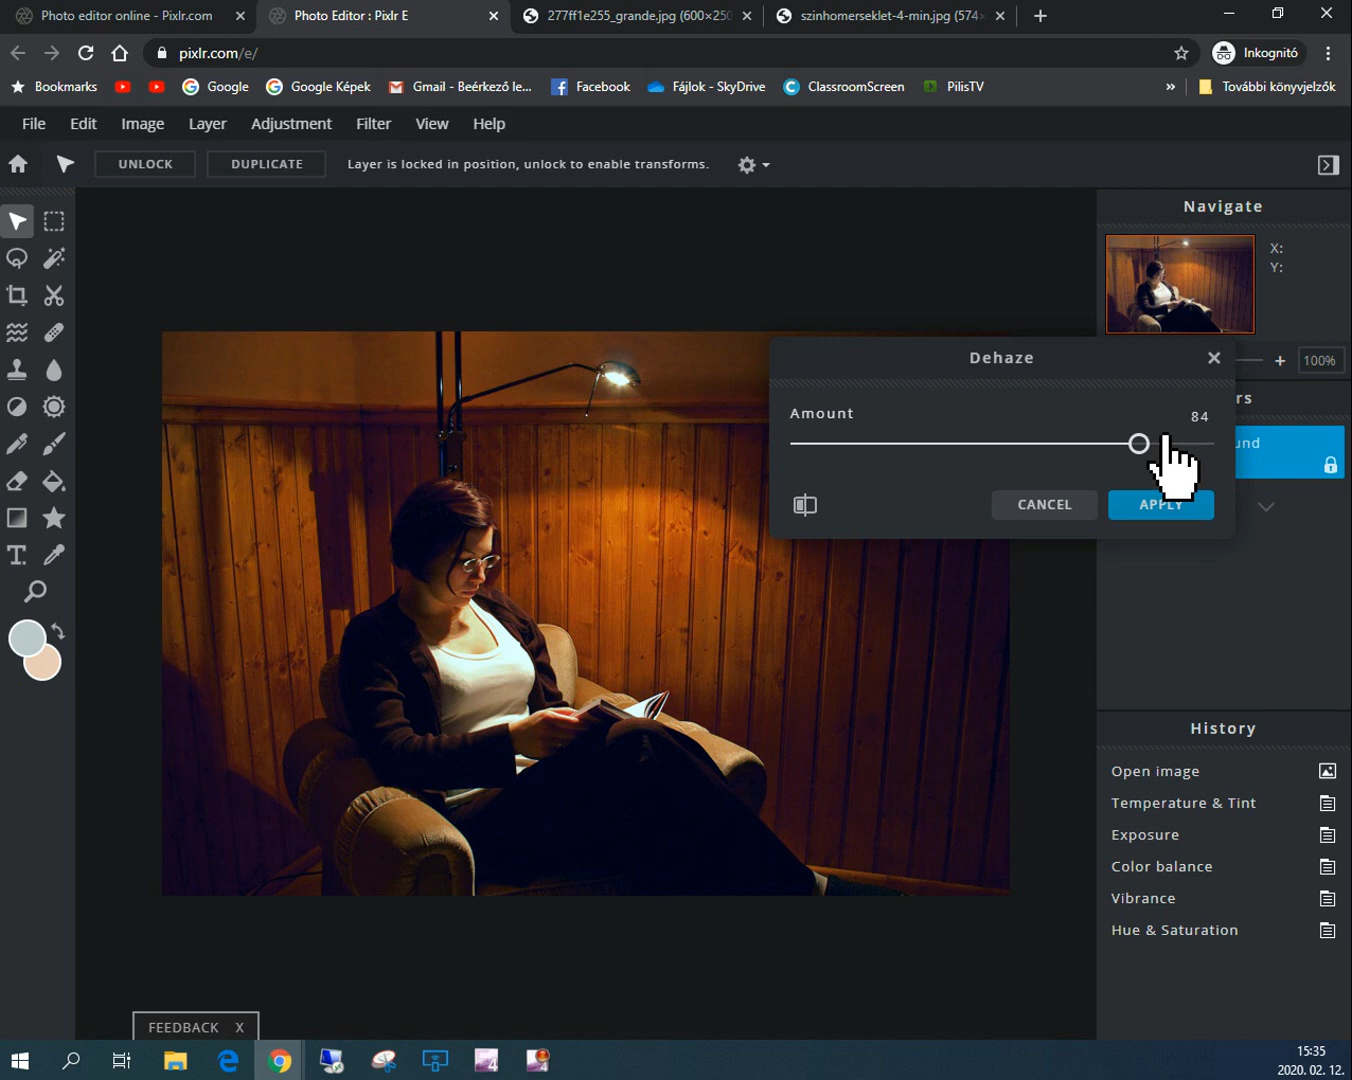 Photo editor online - Pixlr.com
Photo Editor : Pixlr E
277ff1e255_grande.jpg (600×250
szinhomerseklet-4-min.jpg (574×
pixlr.com/e/
Inkognitó
Bookmarks
Google
Google Képek
Gmail - Beérkező le...
Facebook
Fájlok - SkyDrive
ClassroomScreen
PilisTV
»
További könyvjelzők
File Edit Image Layer Adjustment Filter View Help
UNLOCK
DUPLICATE
Layer is locked in position, unlock to enable transforms.
Navigate
X:
Y:
100%
Dehaze
Amount
84
CANCEL
APPLY
rs
und
History
Open image
Temperature & Tint
Exposure
Color balance
Vibrance
Hue & Saturation
FEEDBACK X
15:35
2020. 02. 12.